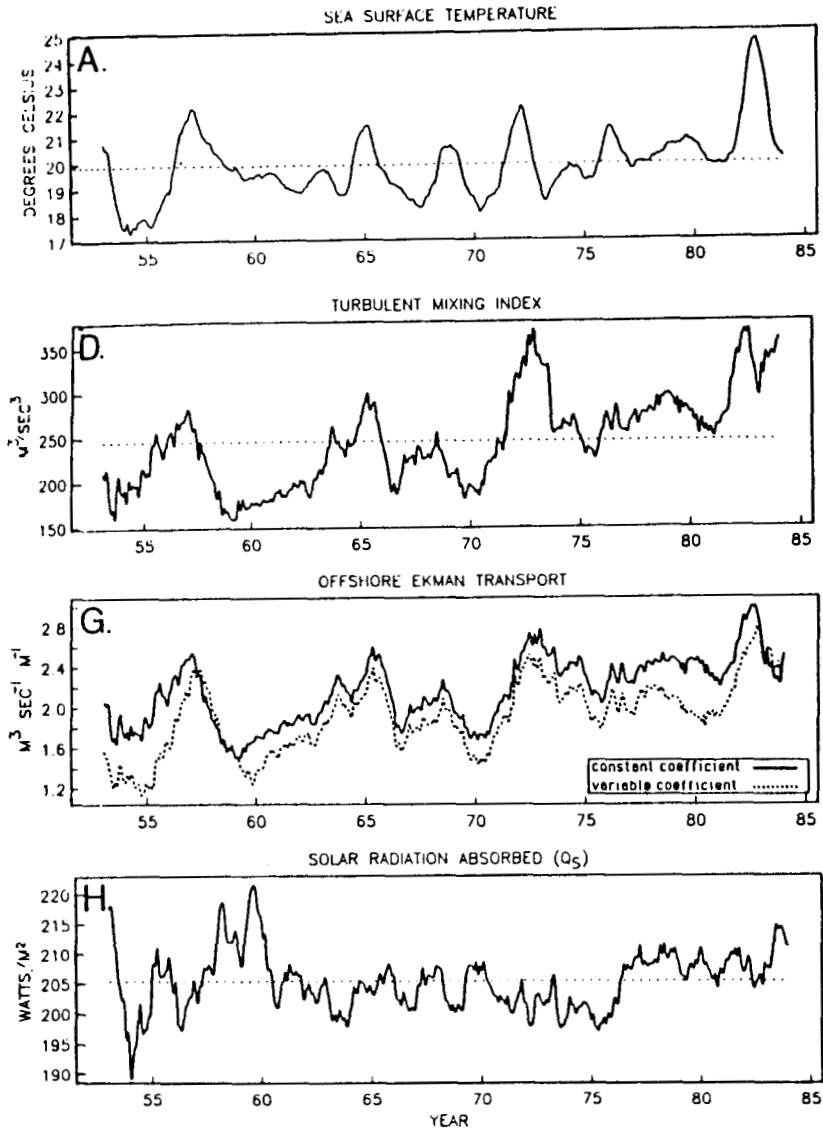 SEA SURFACE TEMPERATURE
A.
DEGREES CELSIUS
25
24
23
22
21
20
19
18
17
55 60 65 70 75 80 85
TURBULENT MIXING INDEX
D.
M³/SEC³
350
300
250
200
150
55 60 65 70 75 80 85
OFFSHORE EKMAN TRANSPORT
G.
M³ SEC⁻¹ M⁻¹
2.8
2.4
2.0
1.6
1.2
constant coefficient
variable coefficient
55 60 65 70 75 80 85
SOLAR RADIATION ABSORBED (QS)
H
WATTS/M²
220
215
210
205
200
195
190
55 60 65 70 75 80 85
YEAR